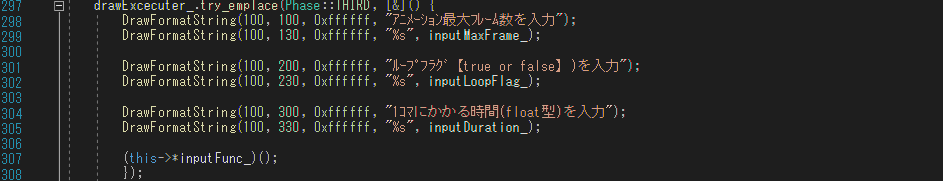 297 drawExcecuter_.try_emplace(Phase::THIRD, [&]() {
298 DrawFormatString(100, 100, 0xffffff, "ｱﾆﾒｰｼｮﾝ最大ﾌﾚｰﾑ数を入力");
299 DrawFormatString(100, 130, 0xffffff, "%s", inputMaxFrame_);
300
301 DrawFormatString(100, 200, 0xffffff, "ﾙｰﾌﾟﾌﾗｸﾞ【true or false】)を入力");
302 DrawFormatString(100, 230, 0xffffff, "%s", inputLoopFlag_);
303
304 DrawFormatString(100, 300, 0xffffff, "1ｺﾏにかかる時間(float型)を入力");
305 DrawFormatString(100, 330, 0xffffff, "%s", inputDuration_);
306
307 (this->*inputFunc_)();
308 });